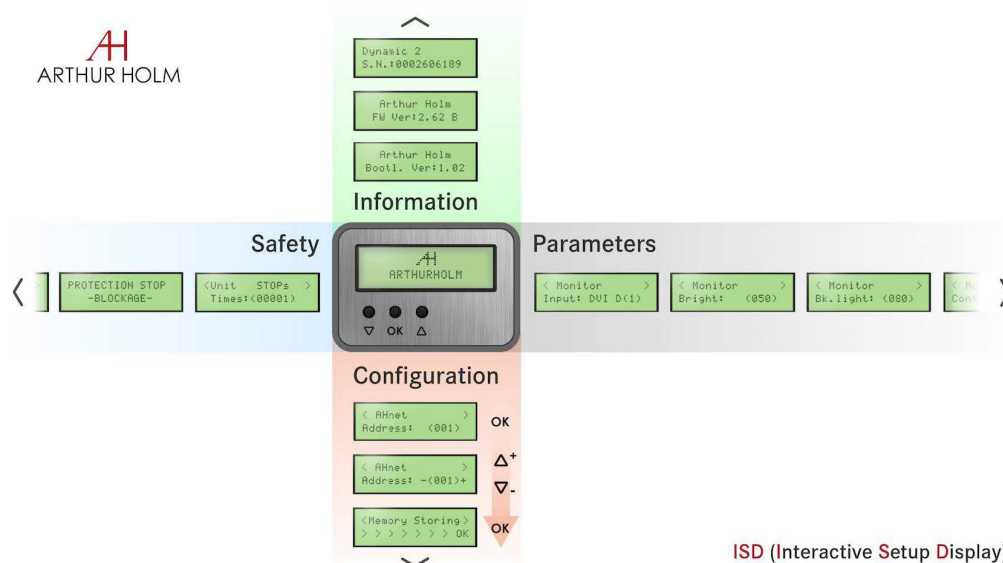 AH
ARTHUR HOLM
Dynamic 2
S.N.:0002606189
Arthur Holm
FW Ver:2.62 B
Arthur Holm
Bootl. Ver:1.02
Information
Safety
Parameters
PROTECTION STOP
-BLOCKAGE-
<Unit STOPs >
Times:(00001)
AH
ARTHURHOLM
▽ OK △
< Monitor >
Input: DVI D(1)
< Monitor >
Bright: (050)
< Monitor >
Bk.light: (080)
Configuration
< AHnet >
Address: (001)
OK
< AHnet >
Address: -(001)+
△+
▽-
<Memory Storing>
> > > > > > > OK
OK
ISD (Interactive Setup Display)